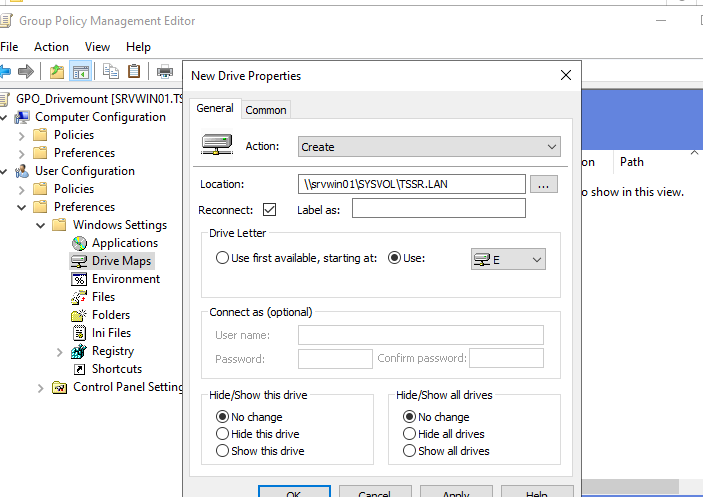 Group Policy Management Editor
File Action View Help
GPO_Drivemount [SRVWIN01.TS
Computer Configuration
Policies
Preferences
User Configuration
Policies
Preferences
Windows Settings
Applications
Drive Maps
Environment
Files
Folders
Ini Files
Registry
Shortcuts
Control Panel Setting
New Drive Properties
General Common
Action: Create
Location: \\srvwin01\SYSVOL\TSSR.LAN ...
Reconnect: Label as:
Drive Letter
Use first available, starting at: Use: E
Connect as (optional)
User name:
Password: Confirm password:
Hide/Show this drive
No change
Hide this drive
Show this drive
Hide/Show all drives
No change
Hide all drives
Show all drives
OK Cancel Apply Help
on Path
o show in this view.